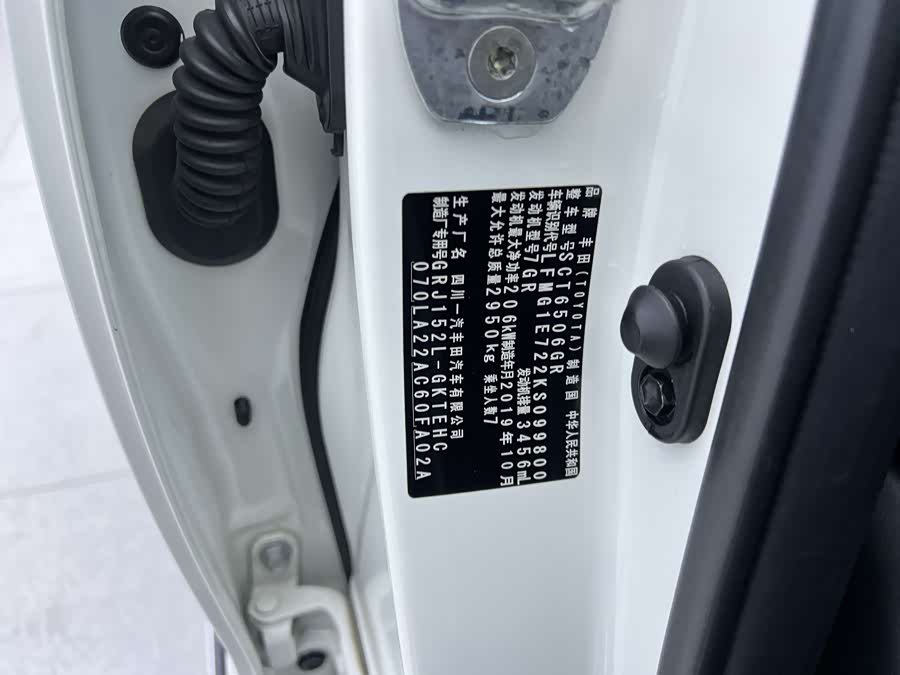 品牌 丰田(TOYOTA) 制造国 中华人民共和国
整车型号SCT6506GR
车辆识别代号LFMG1E722KS099800
发动机型号7GR 发动机排量3456mL
发动机最大净功率206kW制造年月2019年10月
最大允许总质量2950kg 乘坐人数7
生产厂名 四川一汽丰田汽车有限公司
制造厂专用号GRJ152L-GKTEHC
070LA22AC60FA02A